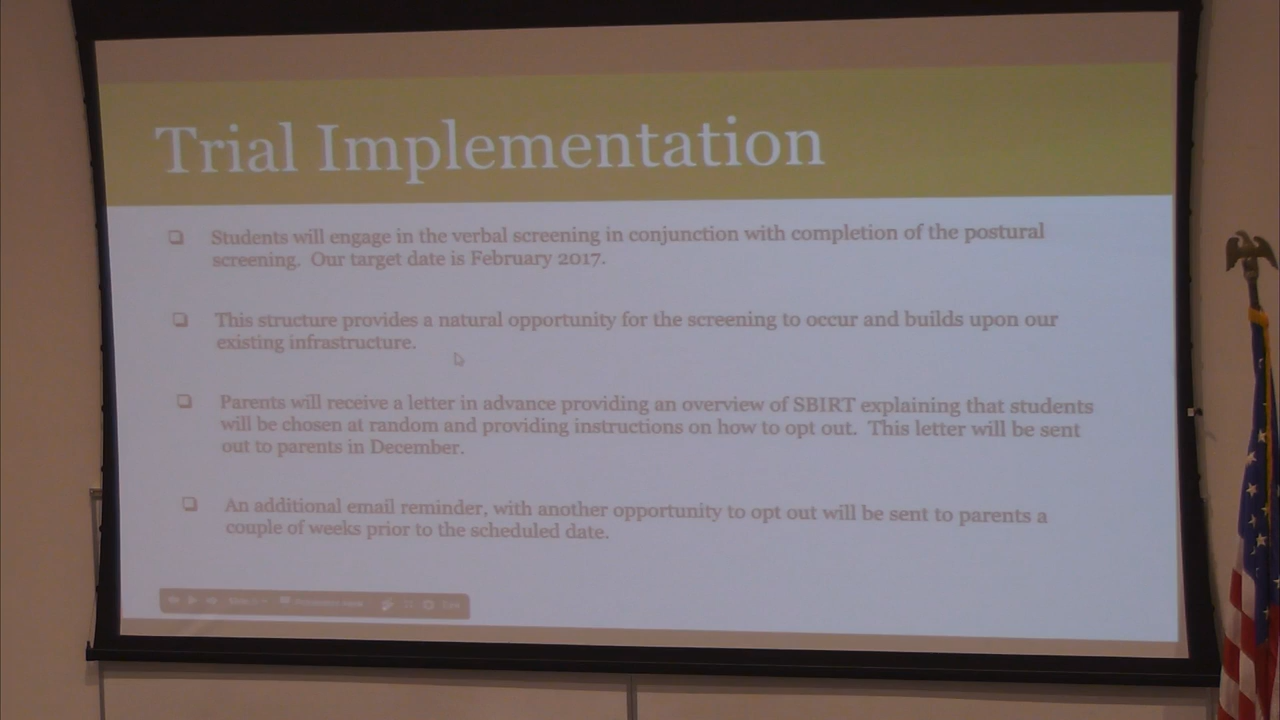 Trial Implementation
❑ Students will engage in the verbal screening in conjunction with completion of the postural
screening. Our target date is February 2017.
❑ This structure provides a natural opportunity for the screening to occur and builds upon our
existing infrastructure.
❑ Parents will receive a letter in advance providing an overview of SBIRT explaining that students
will be chosen at random and providing instructions on how to opt out. This letter will be sent
out to parents in December.
❑ An additional email reminder, with another opportunity to opt out will be sent to parents a
couple of weeks prior to the scheduled date.